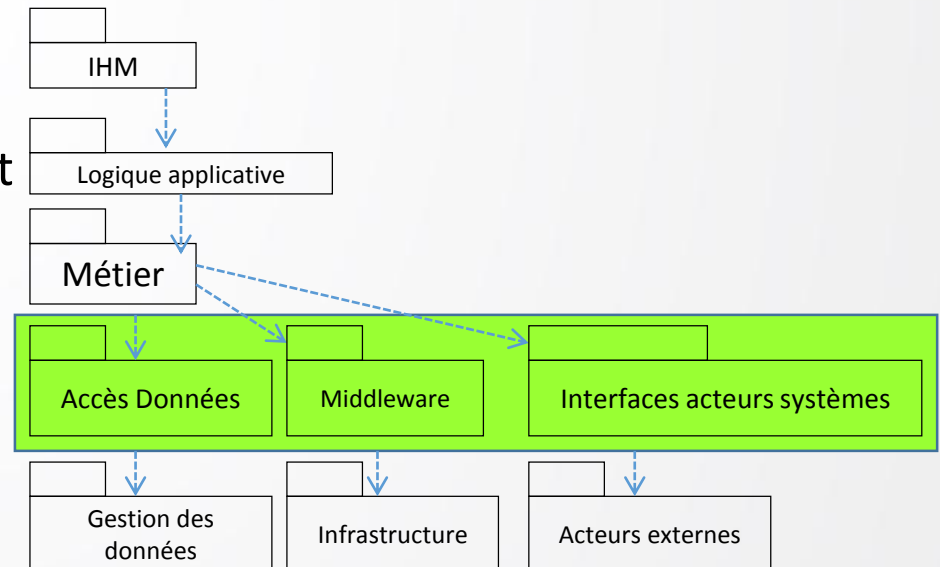 IHM
t
Logique applicative
Métier
Accès Données
Middleware
Interfaces acteurs systèmes
Gestion des
données
Infrastructure
Acteurs externes